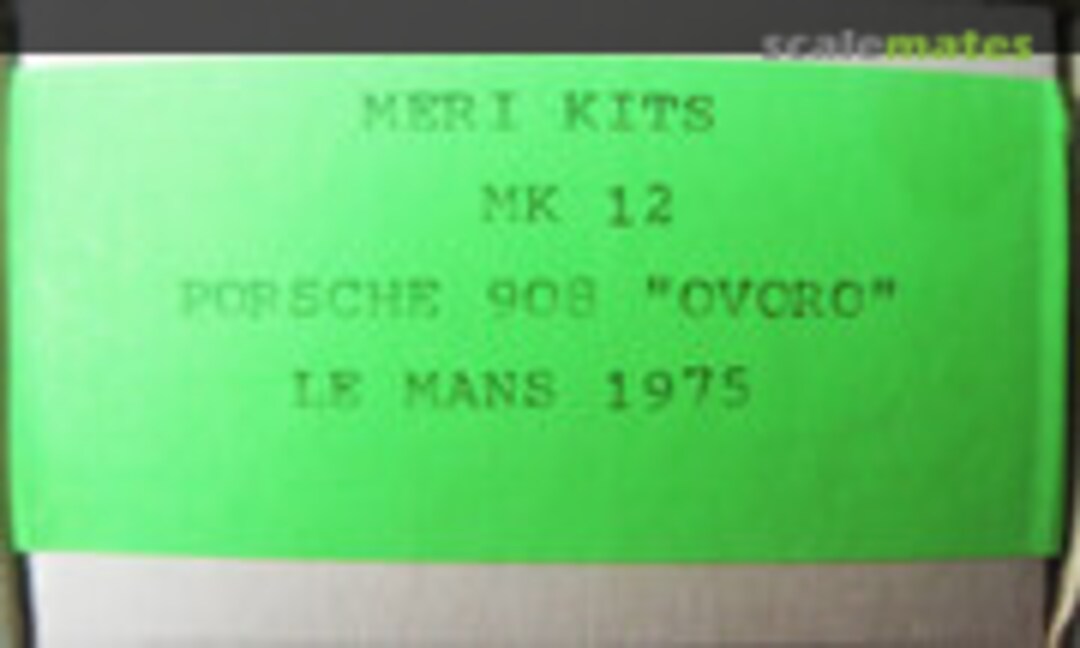 scalemates
MERI KITS
MK 12
PORSCHE 908 "OVORO"
LE MANS 1975